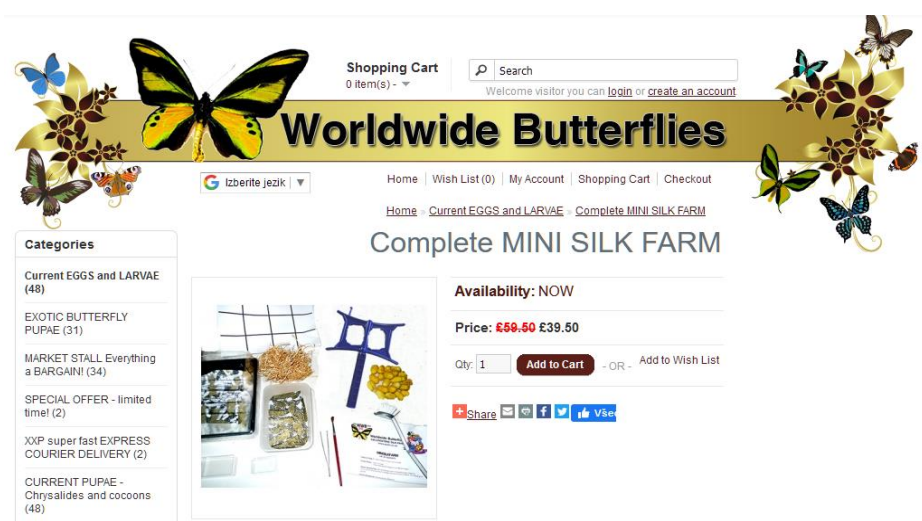 Shopping Cart
0 item(s) -
Search
Welcome visitor you can login or create an account
Worldwide Butterflies
Izberite jezik
Home Wish List (0) My Account Shopping Cart Checkout
Home » Current EGGS and LARVAE » Complete MINI SILK FARM
Complete MINI SILK FARM
Categories
Current EGGS and LARVAE
(48)
EXOTIC BUTTERFLY
PUPAE (31)
MARKET STALL Everything
a BARGAIN! (34)
SPECIAL OFFER - limited
time! (2)
XXP super fast EXPRESS
COURIER DELIVERY (2)
CURRENT PUPAE -
Chrysalides and cocoons
(48)
Availability: NOW
Price: £59.50 £39.50
Qty: 1 Add to Cart - OR - Add to Wish List
Share